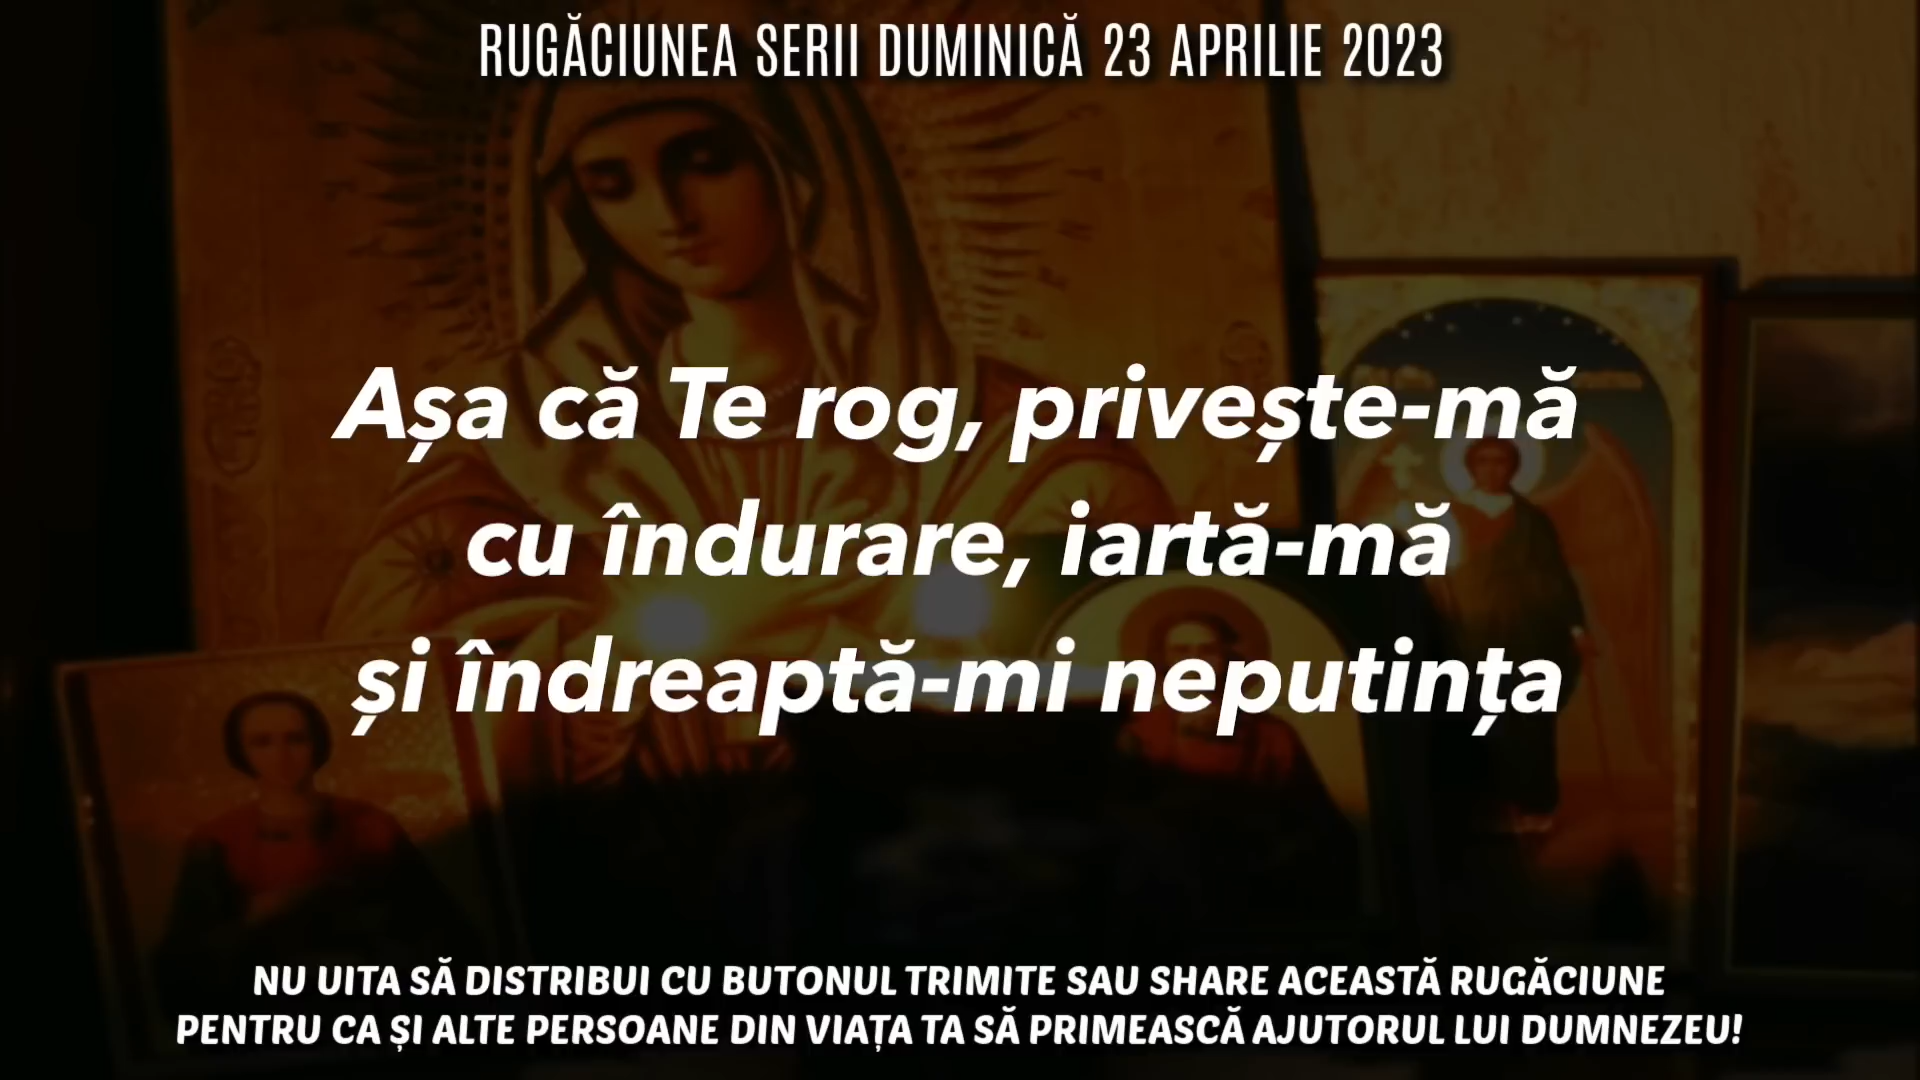 RUGĂCIUNEA SERII DUMINICĂ 23 APRILIE 2023
Așa că Te rog, privește-mă
cu îndurare, iartă-mă
și îndreaptă-mi neputința
NU UITA SĂ DISTRIBUI CU BUTONUL TRIMITE SAU SHARE ACEASTĂ RUGĂCIUNE
PENTRU CA ȘI ALTE PERSOANE DIN VIAȚA TA SĂ PRIMEASCĂ AJUTORUL LUI DUMNEZEU!